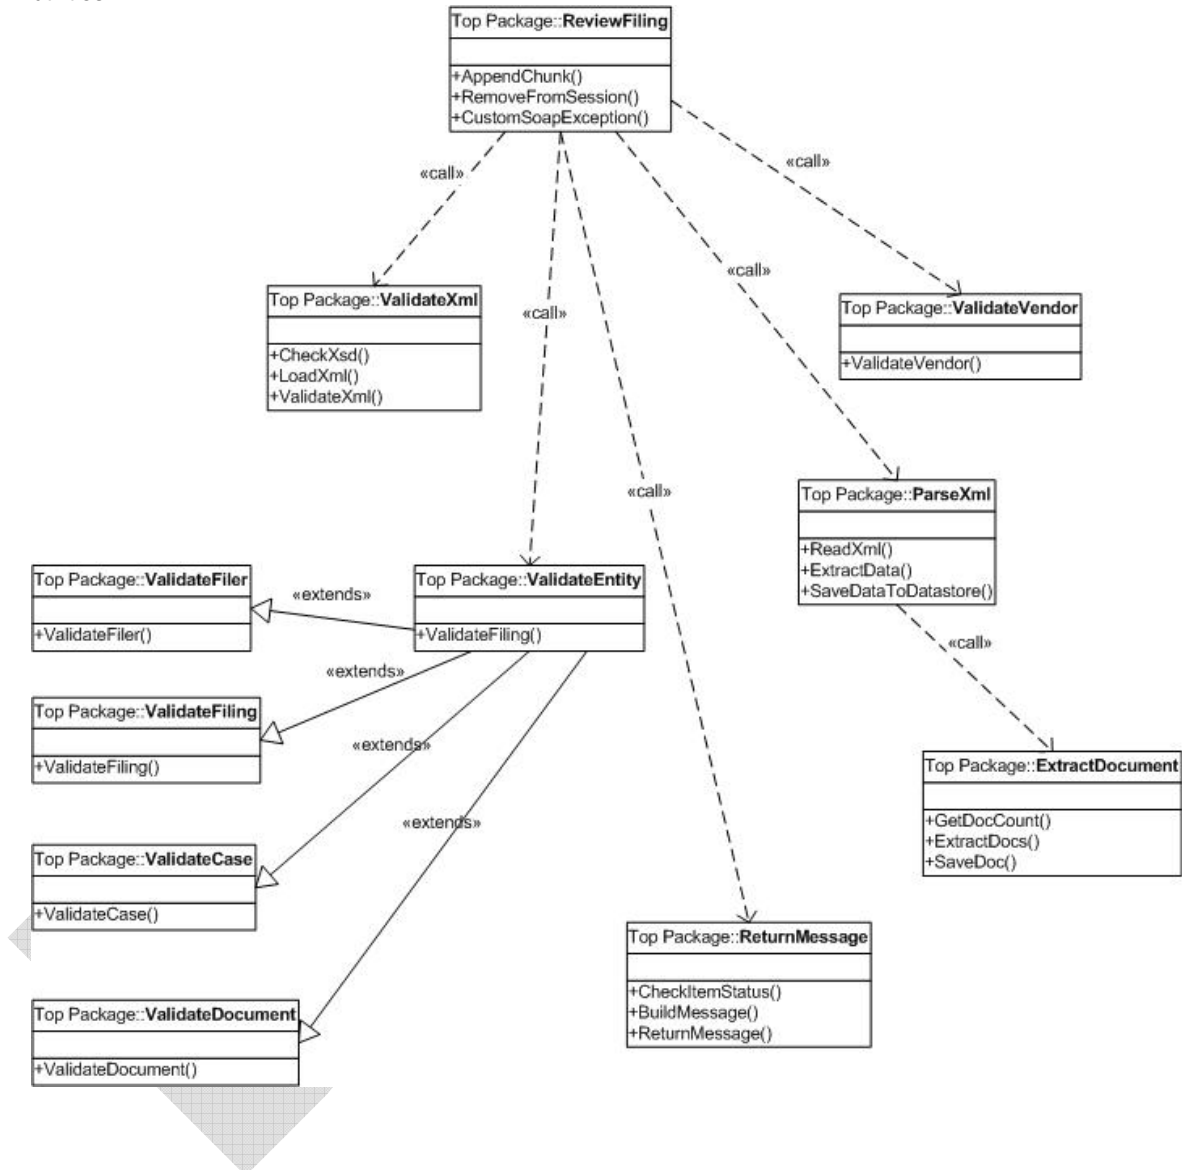 Top Package::ReviewFiling
+AppendChunk()
+RemoveFromSession()
+CustomSoapException()
«call»
«call»
«call»
«call»
«call»
Top Package::ValidateXml
+CheckXsd()
+LoadXml()
+ValidateXml()
Top Package::ValidateVendor
+ValidateVendor()
Top Package::ParseXml
+ReadXml()
+ExtractData()
+SaveDataToDatastore()
Top Package::ValidateFiler
+ValidateFiler()
«extends»
Top Package::ValidateEntity
+ValidateFiling()
«call»
«extends»
Top Package::ValidateFiling
+ValidateFiling()
«extends»
Top Package::ExtractDocument
+GetDocCount()
+ExtractDocs()
+SaveDoc()
«extends»
Top Package::ValidateCase
+ValidateCase()
Top Package::ReturnMessage
+CheckItemStatus()
+BuildMessage()
+ReturnMessage()
Top Package::ValidateDocument
+ValidateDocument()